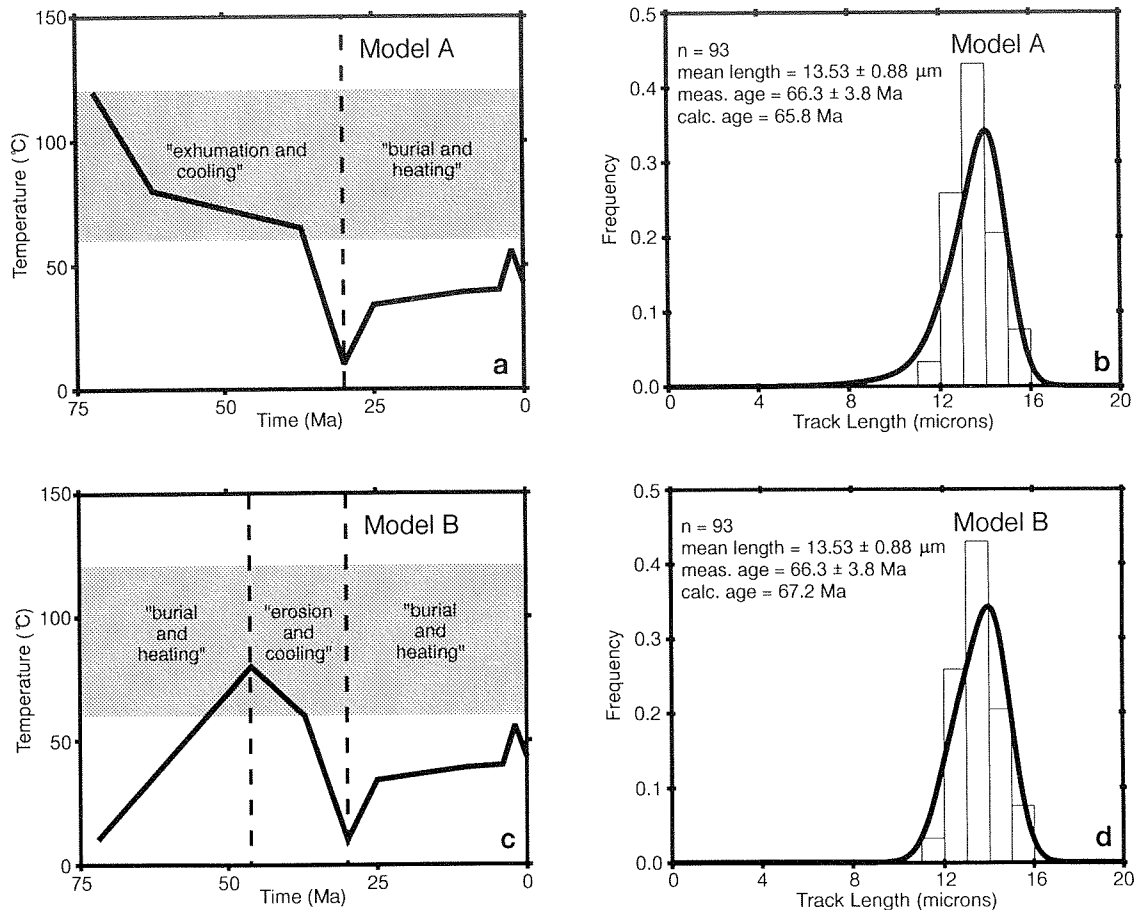 150
100
50
0
Temperature (°C)
Model A
"exhumation and
cooling"
"burial and
heating"
a
75
50
25
0
Time (Ma)
0.5
0.4
0.3
0.2
0.1
0.0
Frequency
n = 93
mean length = 13.53 ± 0.88 µm
meas. age = 66.3 ± 3.8 Ma
calc. age = 65.8 Ma
Model A
b
0
4
8
12
16
20
Track Length (microns)
150
100
50
0
Temperature (°C)
Model B
"burial
and
heating"
"erosion
and
cooling"
"burial
and
heating"
c
75
50
25
0
Time (Ma)
0.5
0.4
0.3
0.2
0.1
0.0
Frequency
n = 93
mean length = 13.53 ± 0.88 µm
meas. age = 66.3 ± 3.8 Ma
calc. age = 67.2 Ma
Model B
d
0
4
8
12
16
20
Track Length (microns)